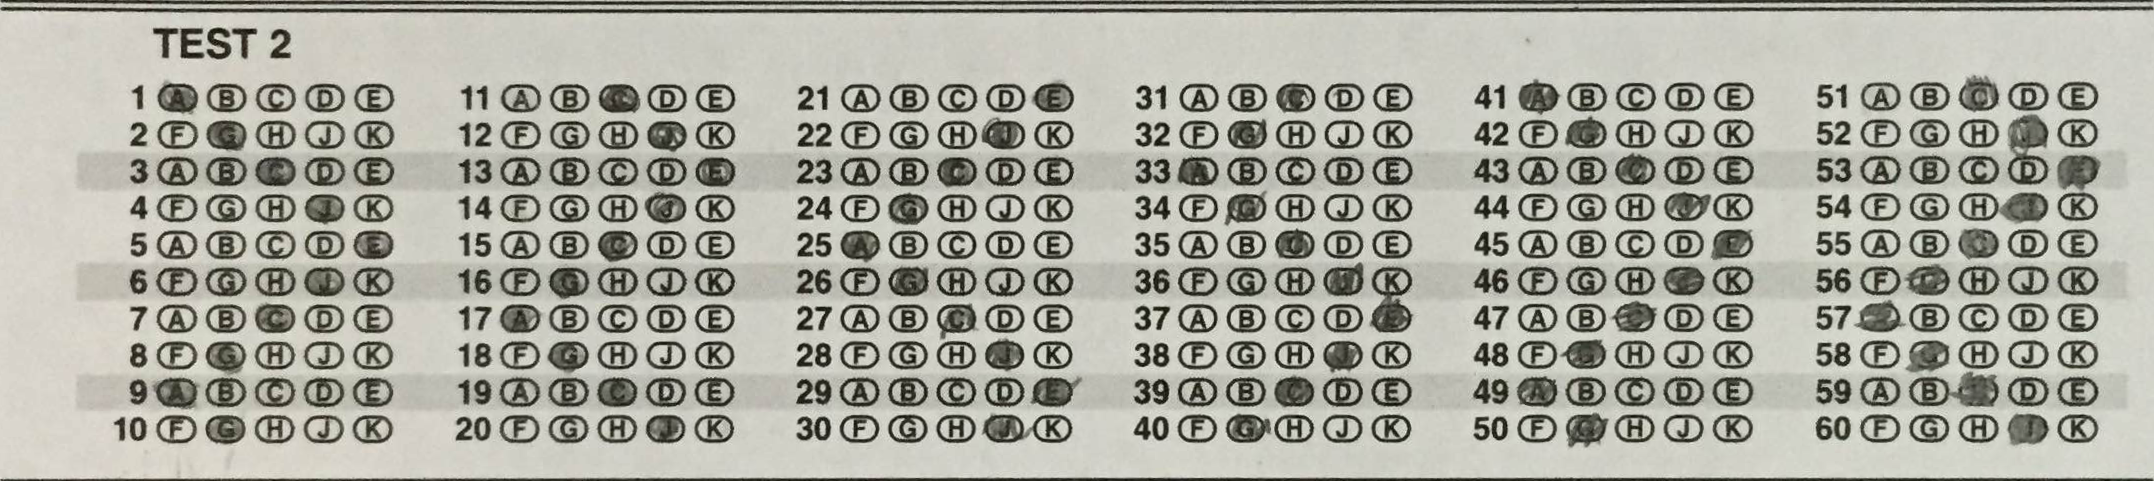 TEST 2
1 A B C D E 11 A B C D E 21 A B C D E 31 A B C D E 41 A B C D E 51 A B C D E
2 F G H J K 12 F G H J K 22 F G H J K 32 F G H J K 42 F G H J K 52 F G H J K
3 A B C D E 13 A B C D E 23 A B C D E 33 A B C D E 43 A B C D E 53 A B C D E
4 F G H J K 14 F G H J K 24 F G H J K 34 F G H J K 44 F G H J K 54 F G H J K
5 A B C D E 15 A B C D E 25 A B C D E 35 A B C D E 45 A B C D E 55 A B C D E
6 F G H J K 16 F G H J K 26 F G H J K 36 F G H J K 46 F G H J K 56 F G H J K
7 A B C D E 17 A B C D E 27 A B C D E 37 A B C D E 47 A B C D E 57 A B C D E
8 F G H J K 18 F G H J K 28 F G H J K 38 F G H J K 48 F G H J K 58 F G H J K
9 A B C D E 19 A B C D E 29 A B C D E 39 A B C D E 49 A B C D E 59 A B C D E
10 F G H J K 20 F G H J K 30 F G H J K 40 F G H J K 50 F G H J K 60 F G H J K